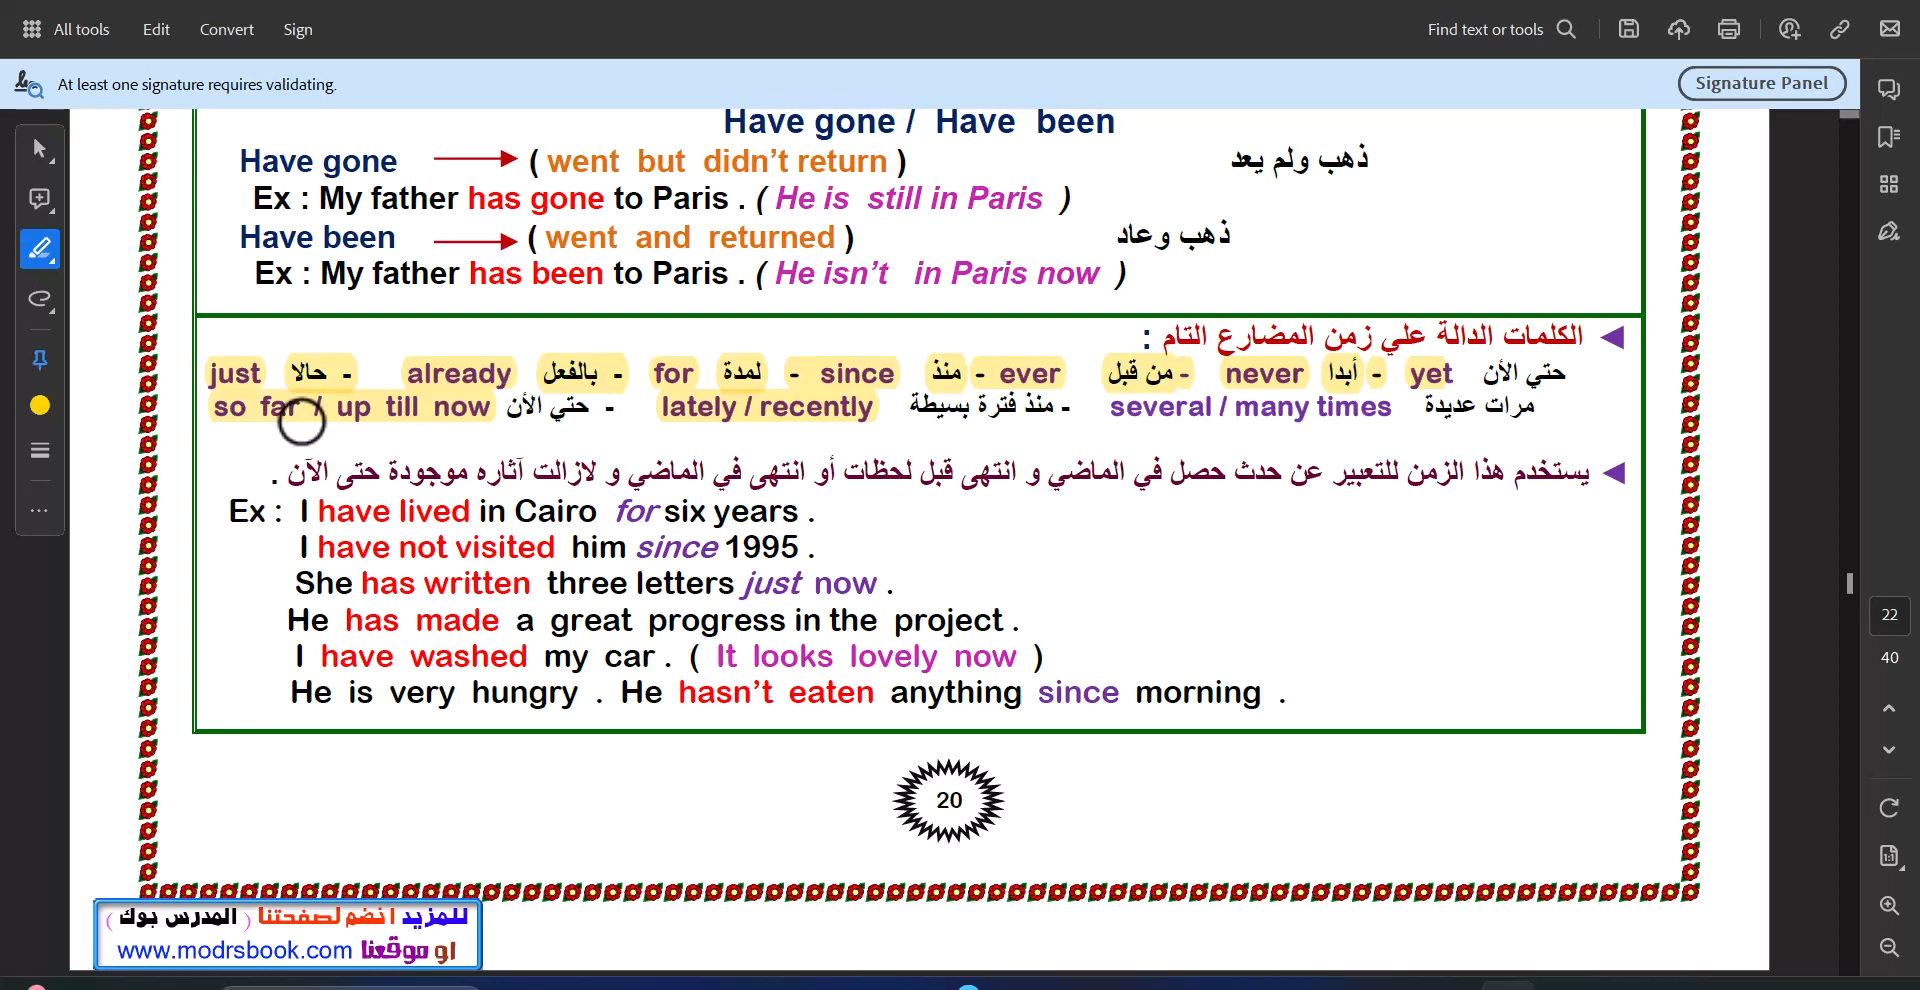 All tools Edit Convert Sign Find text or tools
At least one signature requires validating. Signature Panel
Have gone / Have been
Have gone ( went but didn’t return ) ذهب ولم يعد
Ex : My father has gone to Paris . ( He is still in Paris )
Have been ( went and returned ) ذهب وعاد
Ex : My father has been to Paris . ( He isn’t in Paris now )
الكلمات الدالة علي زمن المضارع التام :
just حالا - already بالفعل - for لمدة - since منذ - ever من قبل - never أبدا - yet حتي الأن
so far / up till now حتي الأن - lately / recently منذ فترة بسيطة - several / many times مرات عديدة
يستخدم هذا الزمن للتعبير عن حدث حصل في الماضي و انتهى قبل لحظات أو انتهى في الماضي و لازالت آثاره موجودة حتى الآن .
Ex : I have lived in Cairo for six years .
I have not visited him since 1995 .
She has written three letters just now .
He has made a great progress in the project .
I have washed my car . ( It looks lovely now )
He is very hungry . He hasn’t eaten anything since morning .
22
40
20
للمزيد انضم لصفحتنا ( المدرس بوك )
او موقعنا www.modrsbook.com